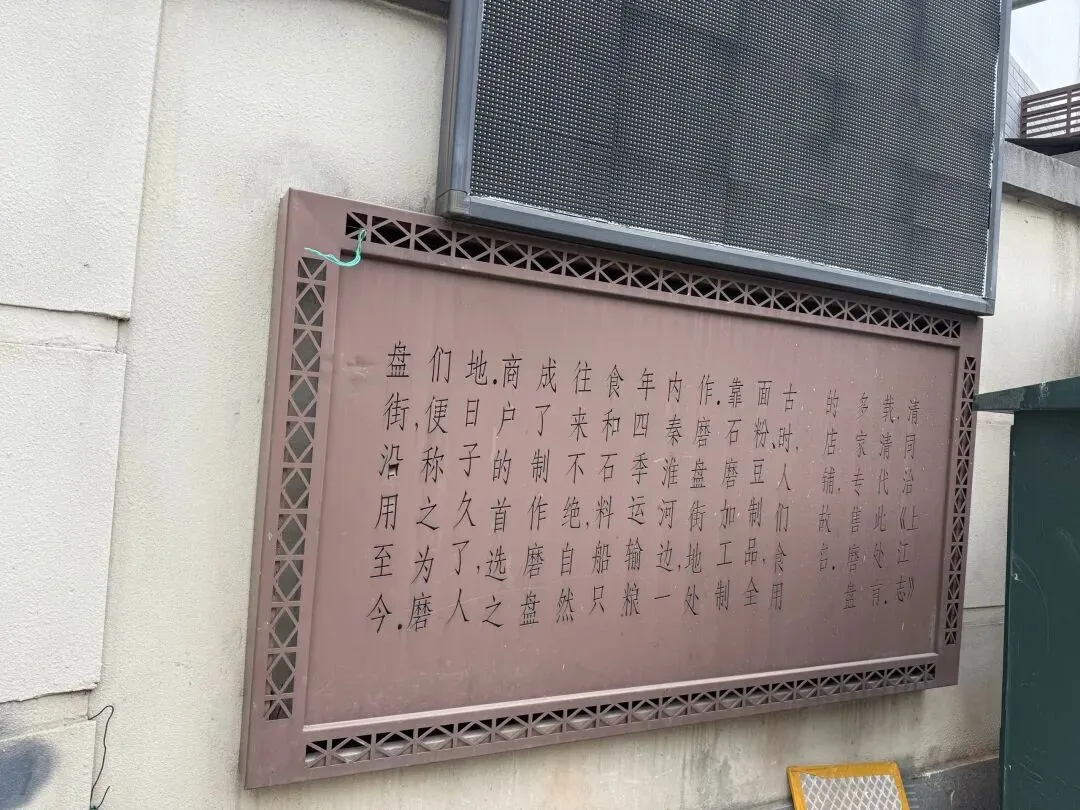 清同治《上江志》
载,清代此处有
多家专售磨盘
的店铺,故名.
古时,人们食用
面粉、豆制品,全
靠石磨加工制
作.磨盘街地处
内秦淮河边,一
年四季运输粮
食和石料船只
往来不绝,自然
成了制作磨盘
商户的首选之
地.日子久了,人
们便称之为磨
盘街,沿用至今.